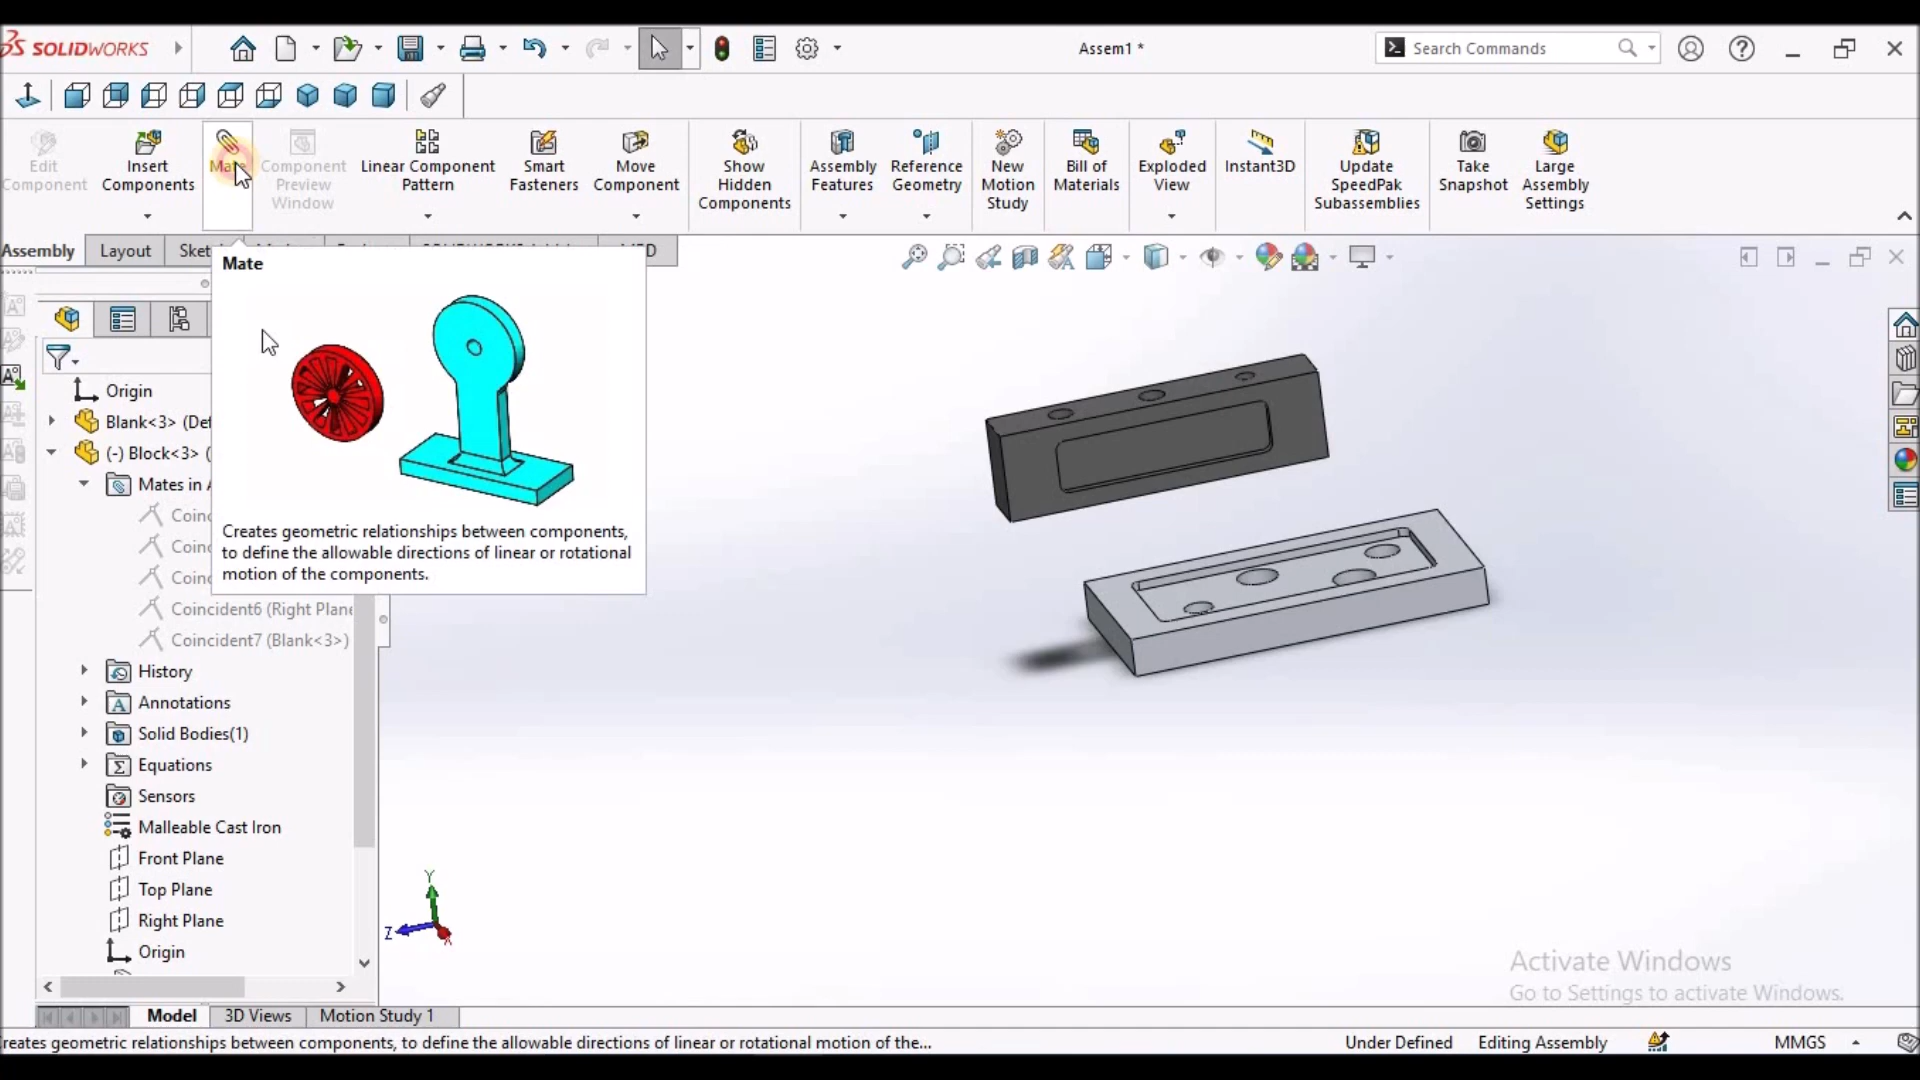 SOLIDWORKS
Assem1 *
Search Commands
Edit
Component
Insert
Components
Component
Preview
Window
Linear Component
Pattern
Smart
Fasteners
Move
Component
Show
Hidden
Components
Assembly
Features
Reference
Geometry
New
Motion
Study
Bill of
Materials
Exploded
View
Instant3D
Update
SpeedPak
Subassemblies
Take
Snapshot
Large
Assembly
Settings
Assembly
Layout
Mate
Creates geometric relationships between components,
to define the allowable directions of linear or rotational
motion of the components.
Origin
Blank<3> (Def
(-) Block<3> (
Mates in
Coincident6 (Right Plane
Coincident7 (Blank<3>)
History
Annotations
Solid Bodies(1)
Equations
Sensors
Malleable Cast Iron
Front Plane
Top Plane
Right Plane
Origin
Z
Y
X
Activate Windows
Go to Settings to activate Windows.
Model
3D Views
Motion Study 1
reates geometric relationships between components, to define the allowable directions of linear or rotational motion of the...
Under Defined
Editing Assembly
MMGS